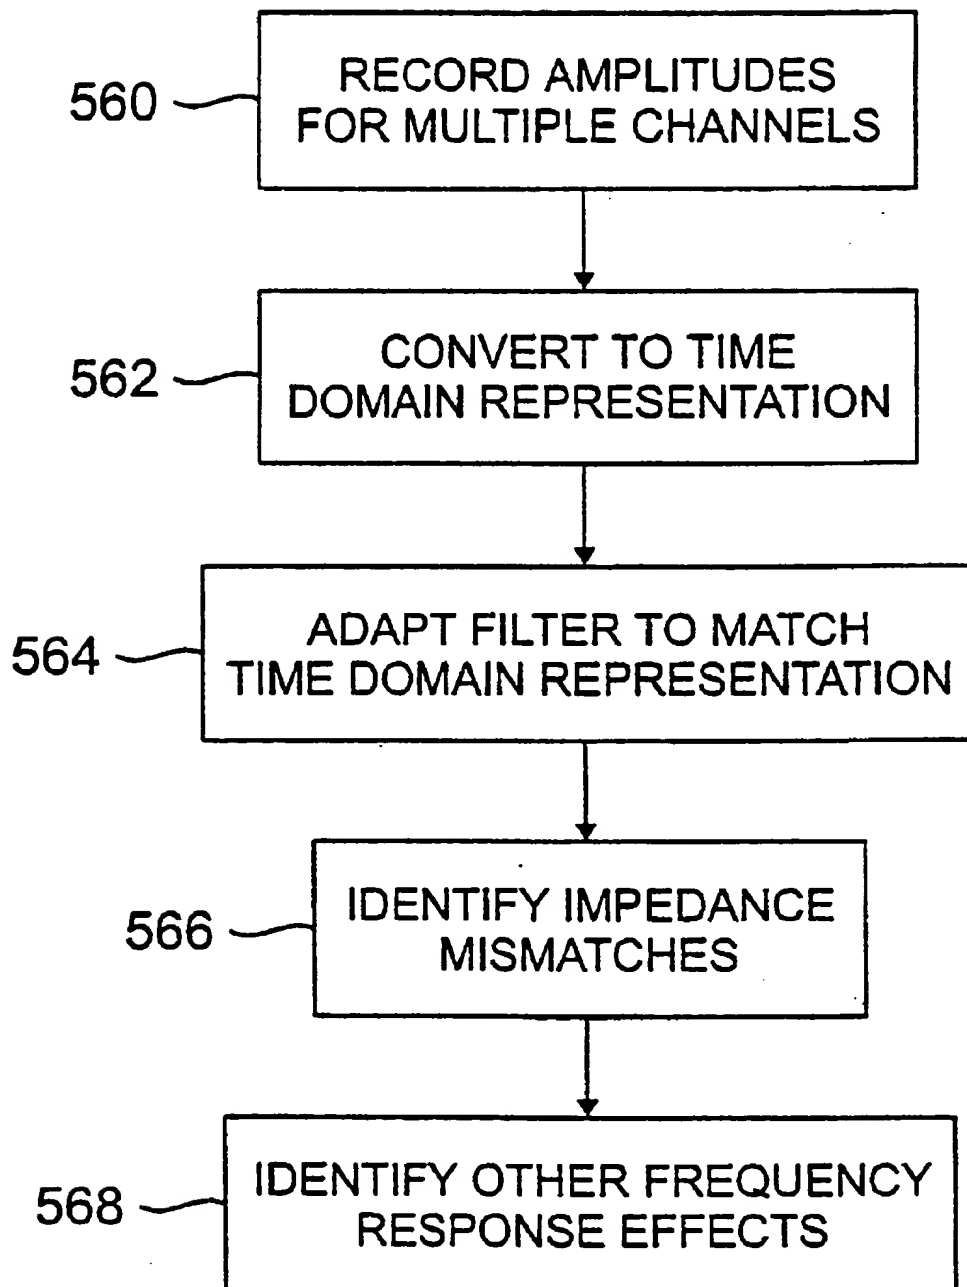 560
RECORD AMPLITUDES
FOR MULTIPLE CHANNELS
562
CONVERT TO TIME
DOMAIN REPRESENTATION
564
ADAPT FILTER TO MATCH
TIME DOMAIN REPRESENTATION
566
IDENTIFY IMPEDANCE
MISMATCHES
568
IDENTIFY OTHER FREQUENCY
RESPONSE EFFECTS